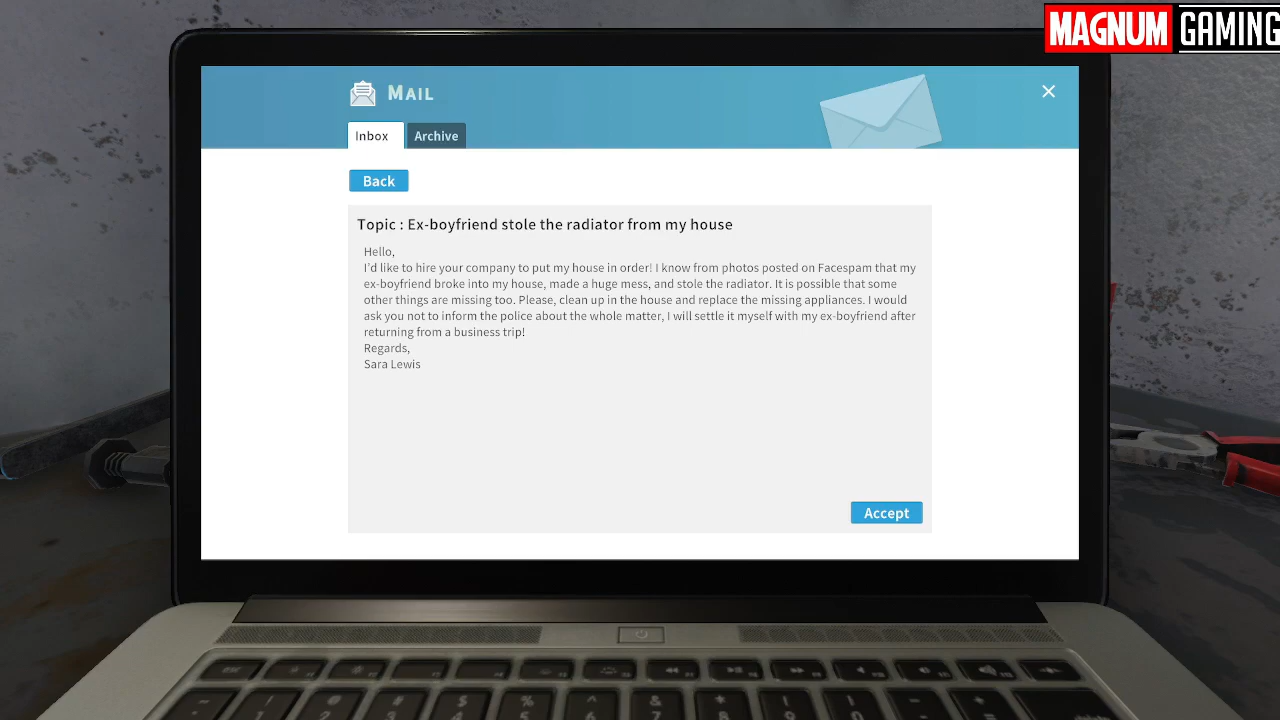 MAGNUM GAMING
MAIL
Inbox
Archive
Back
Topic : Ex-boyfriend stole the radiator from my house
Hello,
I'd like to hire your company to put my house in order! I know from photos posted on Facespam that my
ex-boyfriend broke into my house, made a huge mess, and stole the radiator. It is possible that some
other things are missing too. Please, clean up in the house and replace the missing appliances. I would
ask you not to inform the police about the whole matter, I will settle it myself with my ex-boyfriend after
returning from a business trip!
Regards,
Sara Lewis
Accept